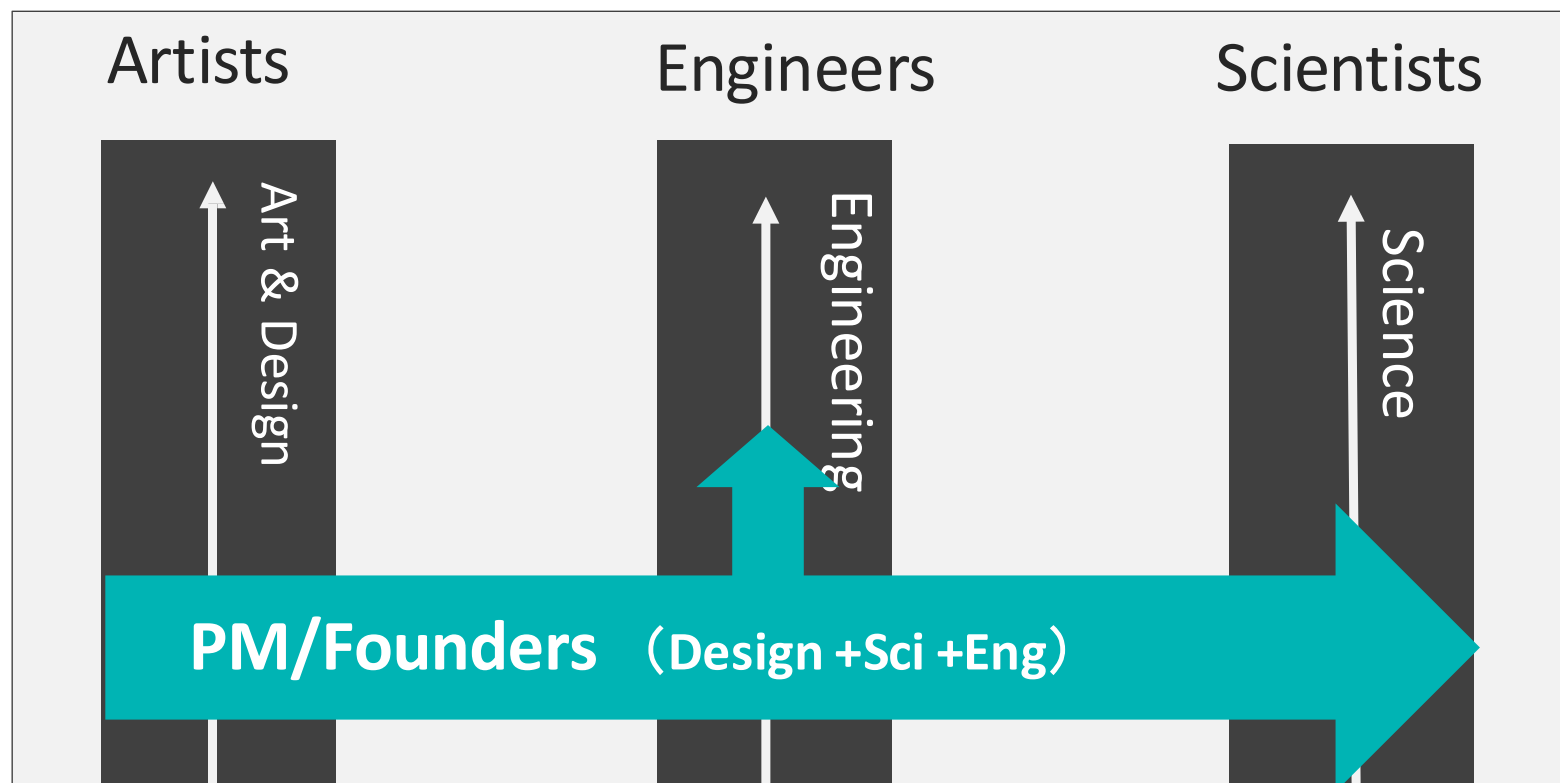 Artists
Engineers
Scientists
Art & Design
Engineering
Science
PM/Founders （Design +Sci +Eng）